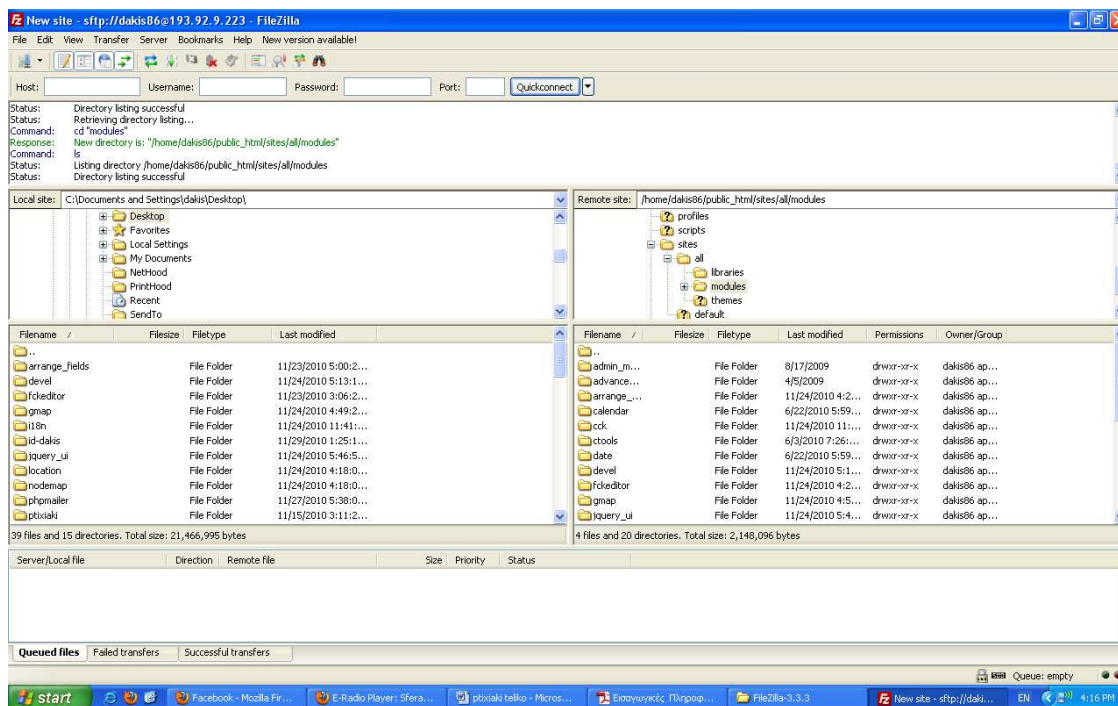 New site - sftp://dakis86@193.92.9.223 - FileZilla
File Edit View Transfer Server Bookmarks Help New version available!
Host: Username: Password: Port: Quickconnect
Status: Directory listing successful
Status: Retrieving directory listing...
Command: cd "modules"
Response: New directory is: "/home/dakis86/public_html/sites/all/modules"
Command: ls
Status: Listing directory /home/dakis86/public_html/sites/all/modules
Status: Directory listing successful
Local site: C:\Documents and Settings\dakis\Desktop\
Desktop
Favorites
Local Settings
My Documents
NetHood
PrintHood
Recent
SendTo
Remote site: /home/dakis86/public_html/sites/all/modules
profiles
scripts
sites
all
libraries
modules
themes
default
Filename / Filesize Filetype Last modified
..
arrange_fields File Folder 11/23/2010 5:00:2...
devel File Folder 11/24/2010 5:13:1...
fckeditor File Folder 11/23/2010 3:06:2...
gmap File Folder 11/24/2010 4:49:2...
i18n File Folder 11/24/2010 11:41:...
id-dakis File Folder 11/29/2010 1:25:1...
jquery_ui File Folder 11/24/2010 5:46:5...
location File Folder 11/24/2010 4:18:0...
nodemap File Folder 11/24/2010 4:18:0...
phpmailer File Folder 11/27/2010 5:38:0...
ptixiaki File Folder 11/15/2010 3:11:2...
39 files and 15 directories. Total size: 21,466,995 bytes
Filename / Filesize Filetype Last modified Permissions Owner/Group
..
admin_m... File Folder 8/17/2009 drwxr-xr-x dakis86 ap...
advance... File Folder 4/5/2009 drwxr-xr-x dakis86 ap...
arrange_... File Folder 11/24/2010 4:2... drwxr-xr-x dakis86 ap...
calendar File Folder 6/22/2010 5:59... drwxr-xr-x dakis86 ap...
cck File Folder 11/24/2010 11:... drwxr-xr-x dakis86 ap...
ctools File Folder 6/3/2010 7:26:... drwxr-xr-x dakis86 ap...
date File Folder 6/22/2010 5:59... drwxr-xr-x dakis86 ap...
devel File Folder 11/24/2010 5:1... drwxr-xr-x dakis86 ap...
fckeditor File Folder 11/24/2010 4:2... drwxr-xr-x dakis86 ap...
gmap File Folder 11/24/2010 4:5... drwxr-xr-x dakis86 ap...
jquery_ui File Folder 11/24/2010 5:4... drwxr-xr-x dakis86 ap...
4 files and 20 directories. Total size: 2,148,096 bytes
Server/Local file Direction Remote file Size Priority Status
Queued files Failed transfers Successful transfers
Queue: empty
start Facebook - Mozilla Fir... E-Radio Player: Sfera... ptixiaki teliko - Micros... Εισαγωγικές Πληροφ... FileZilla-3.3.3 New site - sftp://daki... EN 4:16 PM